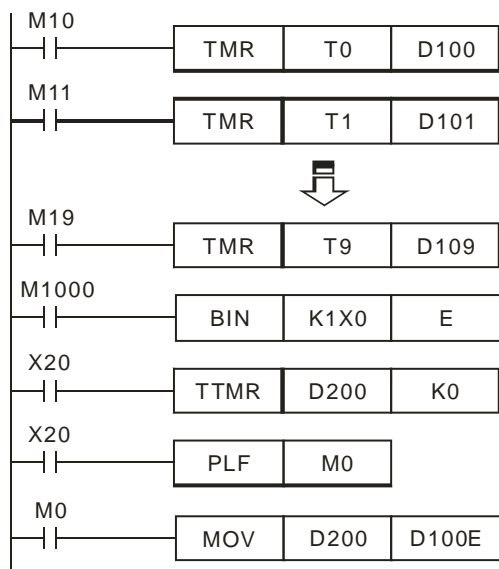 M10
TMR T0 D100
M11
TMR T1 D101
M19
TMR T9 D109
M1000
BIN K1X0 E
X20
TTMR D200 K0
X20
PLF M0
M0
MOV D200 D100E